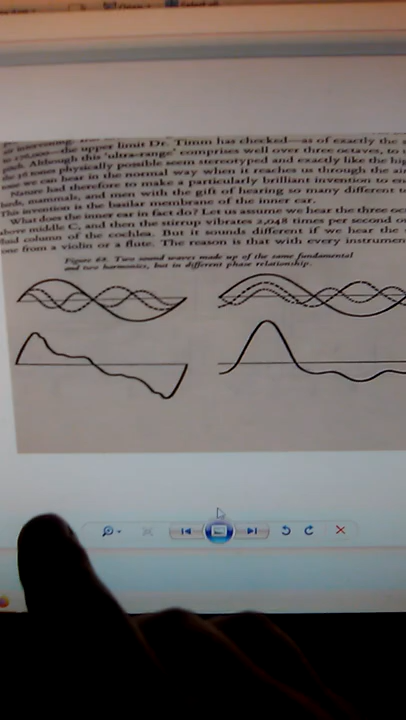 the upper limit Dr. Timm has checked—as of exactly the
Although this 'ultra-range' comprises well over three octaves, to
tones physically possible seem stereotyped and exactly like the
we can hear in the normal way when it reaches us through the
Nature had therefore to make a particularly brilliant invention to
birds, mammals, and men with the gift of hearing so many different
This invention is the basilar membrane of the inner ear.
What does the inner ear in fact do? Let us assume we hear the three
above middle C, and then the stirrup vibrates 2,048 times per second
fluid column of the cochlea. But it sounds different if we hear the
one from a violin or a flute. The reason is that with every
Figure 68. Two sound waves made up of the same fundamental
and two harmonics, but in different phase relationship.